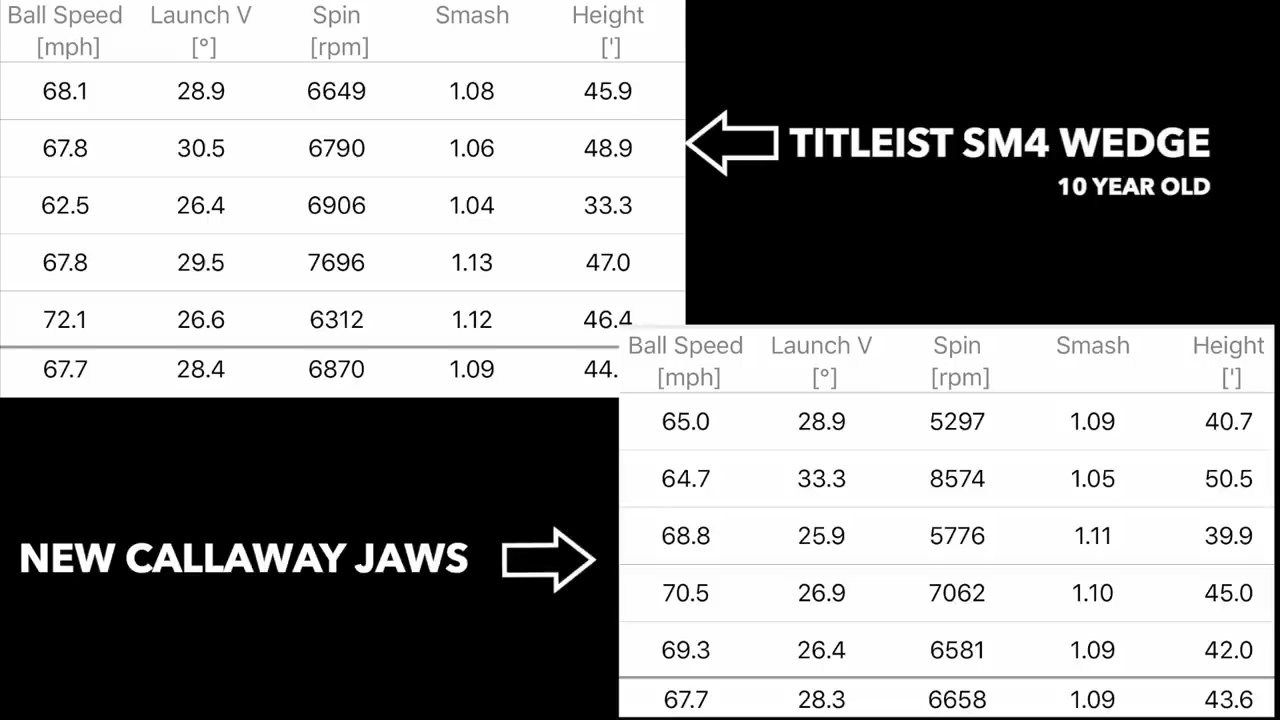 Ball Speed Launch V Spin Smash Height
[mph] [°] [rpm] [']
68.1 28.9 6649 1.08 45.9
67.8 30.5 6790 1.06 48.9
62.5 26.4 6906 1.04 33.3
67.8 29.5 7696 1.13 47.0
72.1 26.6 6312 1.12 46.4
67.7 28.4 6870 1.09 44.
TITLEIST SM4 WEDGE
10 YEAR OLD
NEW CALLAWAY JAWS
Ball Speed Launch V Spin Smash Height
[mph] [°] [rpm] [']
65.0 28.9 5297 1.09 40.7
64.7 33.3 8574 1.05 50.5
68.8 25.9 5776 1.11 39.9
70.5 26.9 7062 1.10 45.0
69.3 26.4 6581 1.09 42.0
67.7 28.3 6658 1.09 43.6